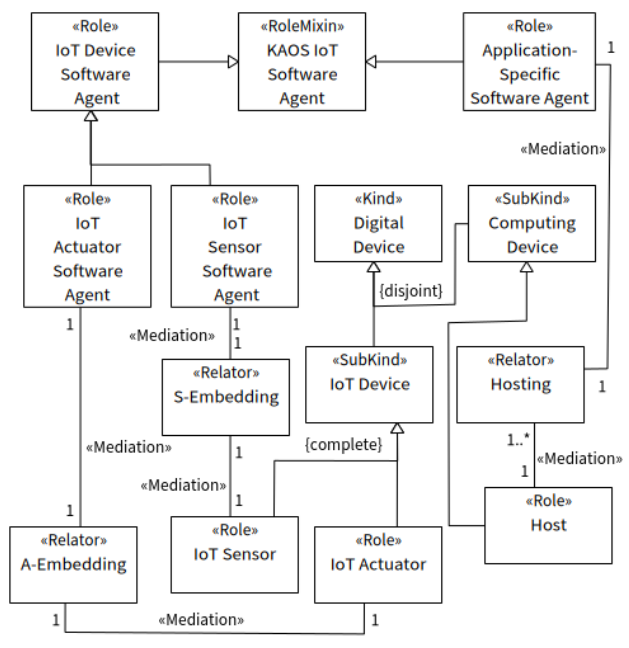 «Role»
IoT Device
Software
Agent
«RoleMixin»
KAOS IoT
Software
Agent
«Role»
Application-
Specific
Software Agent
1
«Mediation»
«Role»
IoT
Actuator
Software
Agent
«Role»
IoT
Sensor
Software
Agent
«Kind»
Digital
Device
«SubKind»
Computing
Device
{disjoint}
1
«Mediation»
1
1
«Relator»
S-Embedding
«SubKind»
IoT Device
«Relator»
Hosting
1
«Mediation»
1
{complete}
1..*
«Mediation»
1
«Mediation»
1
1
«Role»
Host
«Relator»
A-Embedding
«Role»
IoT Sensor
«Role»
IoT Actuator
1
«Mediation»
1